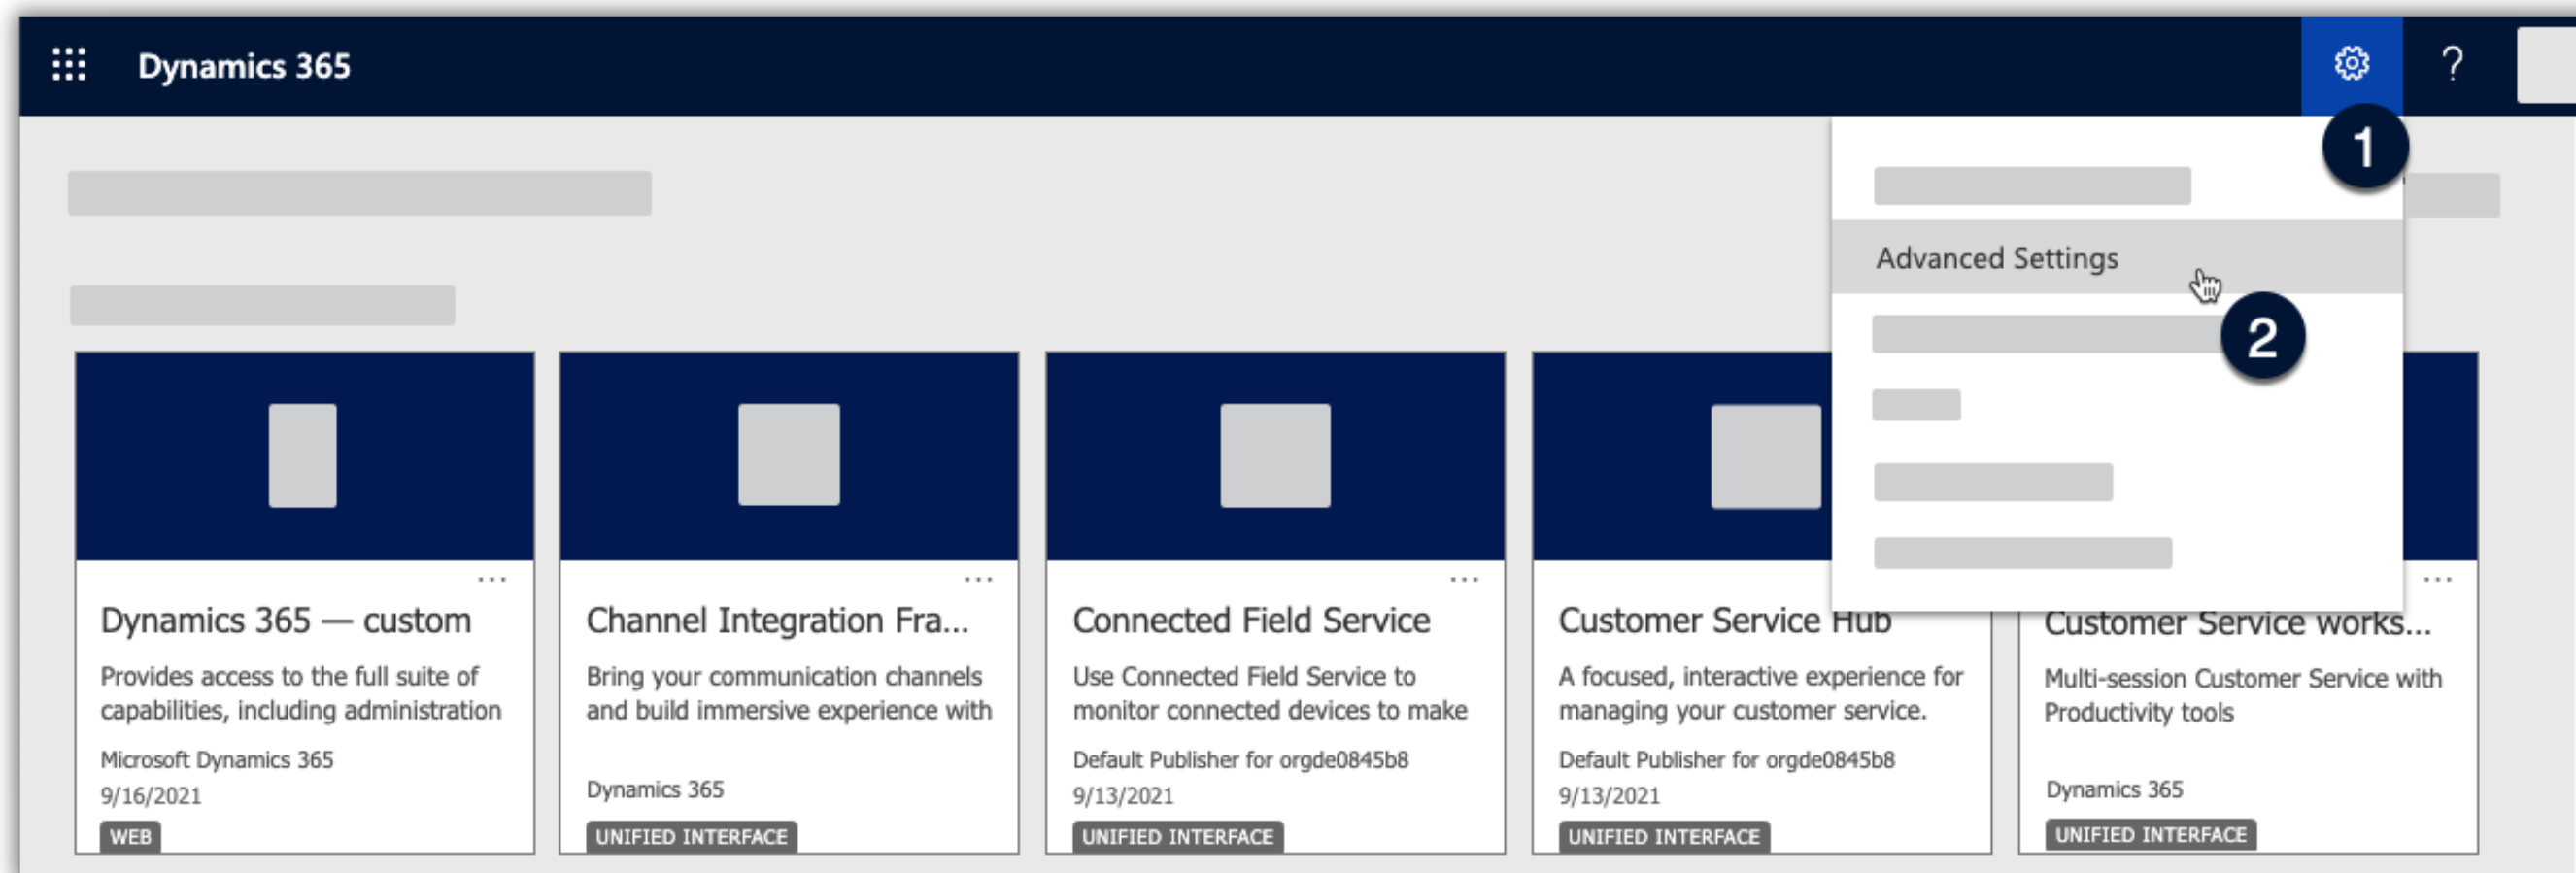 Dynamics 365
?
1
Advanced Settings
2
...
Dynamics 365 — custom
Provides access to the full suite of
capabilities, including administration
Microsoft Dynamics 365
9/16/2021
WEB
...
Channel Integration Fra...
Bring your communication channels
and build immersive experience with
Dynamics 365
UNIFIED INTERFACE
...
Connected Field Service
Use Connected Field Service to
monitor connected devices to make
Default Publisher for orgde0845b8
9/13/2021
UNIFIED INTERFACE
Customer Service Hub
A focused, interactive experience for
managing your customer service.
Default Publisher for orgde0845b8
9/13/2021
UNIFIED INTERFACE
...
Customer Service works...
Multi-session Customer Service with
Productivity tools
Dynamics 365
UNIFIED INTERFACE